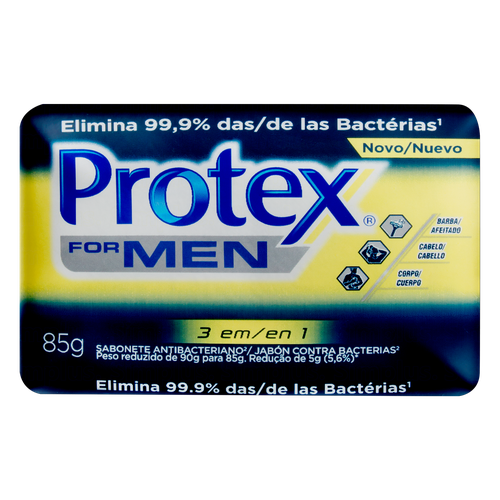 Elimina 99,9% das/de las Bactérias¹
Novo/Nuevo
Protex®
FOR MEN
BARBA/
AFEITADO
CABELO/
CABELLO
CORPO/
CUERPO
3 em/en 1
85g
SABONETE ANTIBACTERIANO²/ JABÓN CONTRA BACTERIAS²
Peso reduzido de 90g para 85g. Redução de 5g (5,6%)*
Elimina 99.9% das/de las Bactérias¹